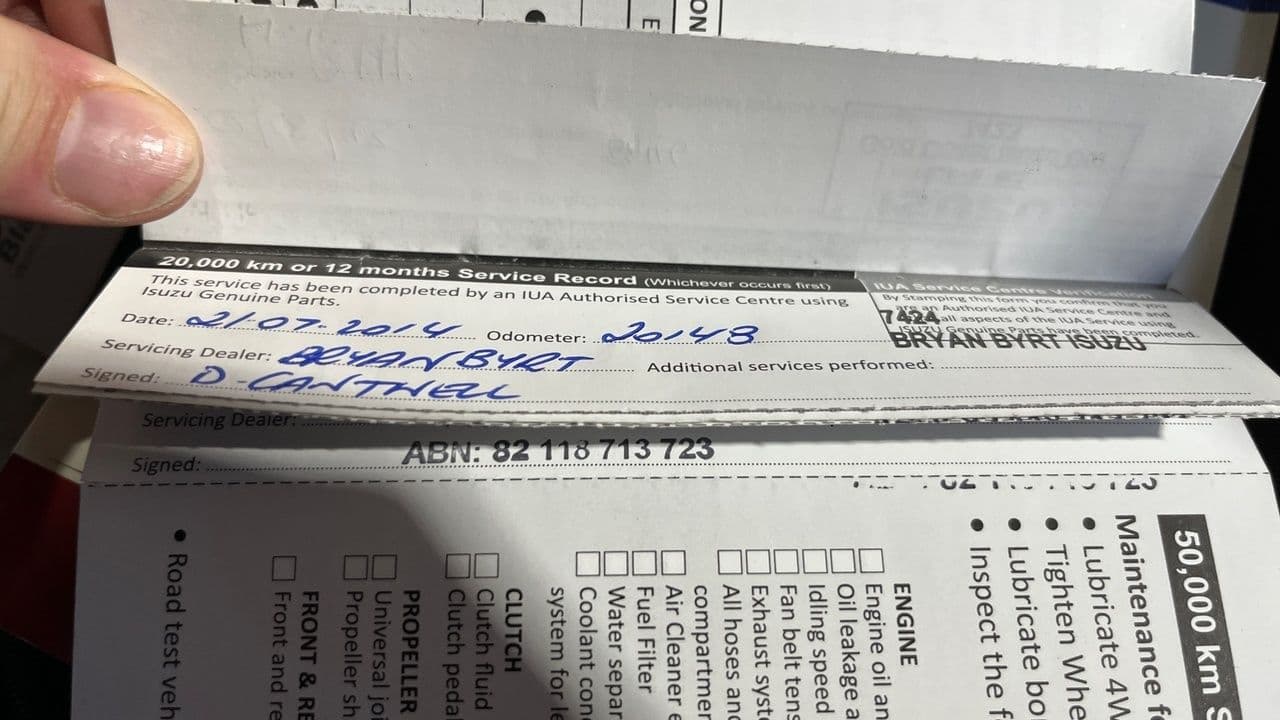 E
ON
20,000 km or 12 months Service Record (Whichever occurs first)
This service has been completed by an IUA Authorised Service Centre using
Isuzu Genuine Parts.
Date: 21-07-2014 Odometer: 20148
Servicing Dealer: BRYAN BYRT Additional services performed:
Signed: D-CANTWELL
IUA Service Centre
By Stamping this form you confirm that you
are an Authorised IUA Service Centre and
7424 all aspects of the IUA Service using
Isuzu Genuine Parts have been completed.
BRYAN BYRT ISUZU
Servicing Dealer:
Signed: ABN: 82 118 713 723
50,000 km S
Maintenance f
• Lubricate 4W
• Tighten Whe
• Lubricate bo
• Inspect the f
ENGINE
Engine oil an
Oil leakage a
Idling speed
Fan belt tens
Exhaust syst
All hoses and
compartmer
Air Cleaner e
Fuel Filter
Water separ
Coolant con
system for le
CLUTCH
Clutch fluid
Clutch pedal
PROPELLER
Universal joi
Propeller sh
FRONT & RE
Front and re
• Road test veh